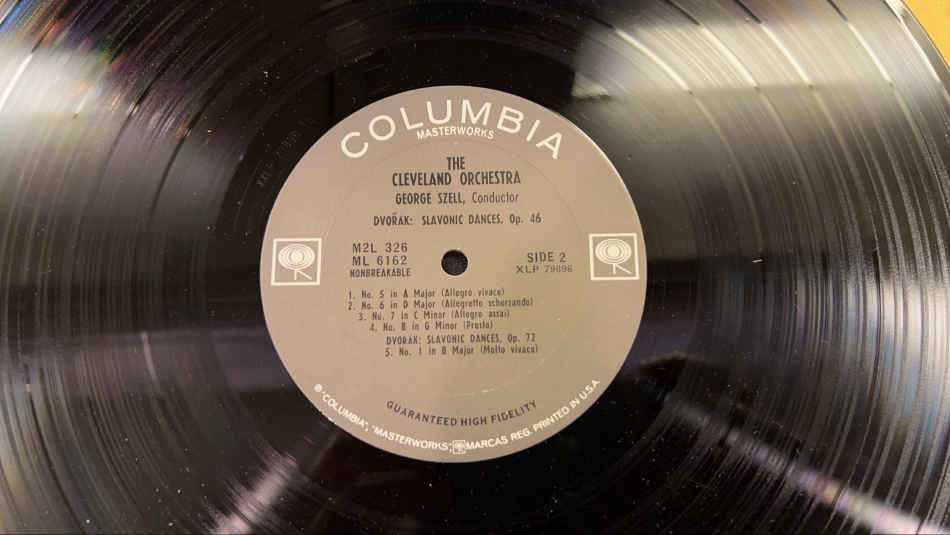 COLUMBIA
MASTERWORKS
THE
CLEVELAND ORCHESTRA
GEORGE SZELL, Conductor
DVOŘAK: SLAVONIC DANCES, Op. 46
M2L 326
ML 6162
NONBREAKABLE
SIDE 2
XLP 79096
1. No. 5 in A Major (Allegro vivace)
2. No. 6 in D Major (Allegretto scherzando)
3. No. 7 in C Minor (Allegro assai)
4. No. 8 in G Minor (Presto)
DVORAK: SLAVONIC DANCES, Op. 72
5. No. 1 in B Major (Molto vivace)
GUARANTEED HIGH FIDELITY
® "COLUMBIA", "MASTERWORKS", MARCAS REG. PRINTED IN U.S.A.